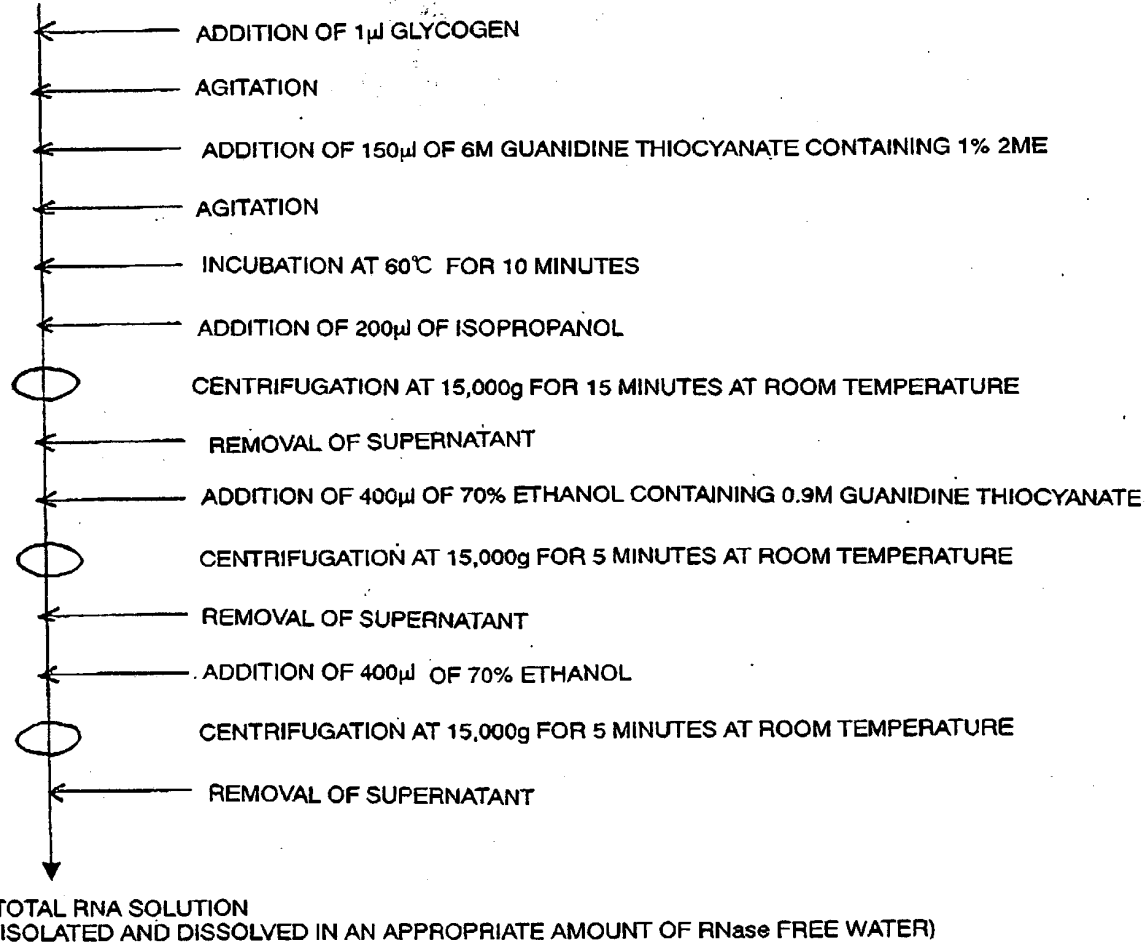 ADDITION OF 1µl GLYCOGEN
AGITATION
ADDITION OF 150µl OF 6M GUANIDINE THIOCYANATE CONTAINING 1% 2ME
AGITATION
INCUBATION AT 60℃ FOR 10 MINUTES
ADDITION OF 200µl OF ISOPROPANOL
CENTRIFUGATION AT 15,000g FOR 15 MINUTES AT ROOM TEMPERATURE
REMOVAL OF SUPERNATANT
ADDITION OF 400µl OF 70% ETHANOL CONTAINING 0.9M GUANIDINE THIOCYANATE
CENTRIFUGATION AT 15,000g FOR 5 MINUTES AT ROOM TEMPERATURE
REMOVAL OF SUPERNATANT
ADDITION OF 400µl OF 70% ETHANOL
CENTRIFUGATION AT 15,000g FOR 5 MINUTES AT ROOM TEMPERATURE
REMOVAL OF SUPERNATANT
TOTAL RNA SOLUTION
ISOLATED AND DISSOLVED IN AN APPROPRIATE AMOUNT OF RNase FREE WATER)